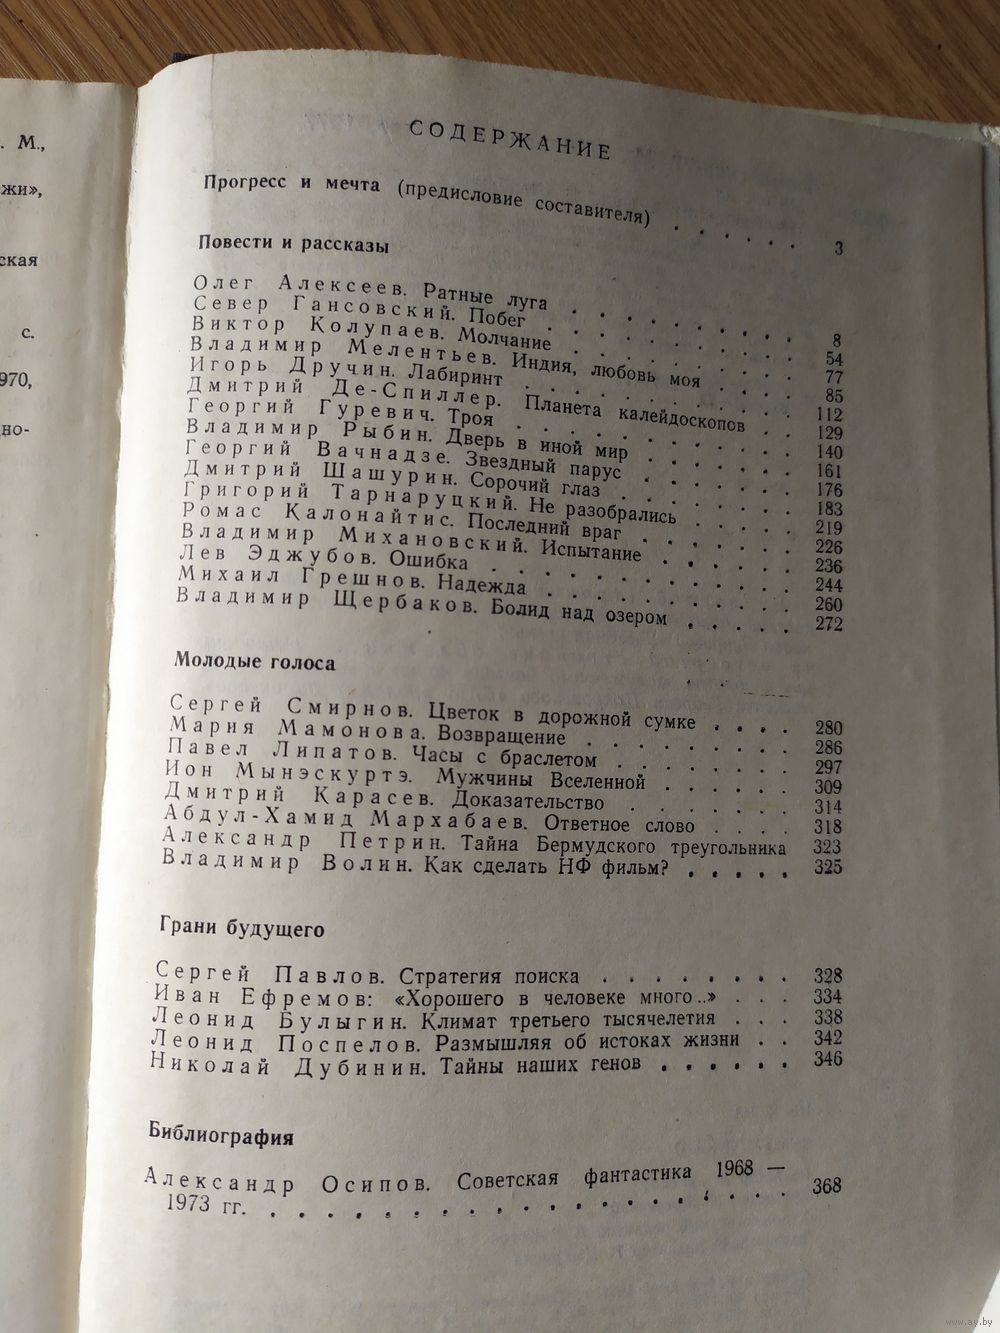 . М.,
жи»,
ская
с.
970,
но-
СОДЕРЖАНИЕ
Прогресс и мечта (предисловие составителя) . . . . . . 3
Повести и рассказы
Олег Алексеев. Ратные луга . . . . . . . . . 8
Север Гансовский. Побег . . . . . . . . . 54
Виктор Колупаев. Молчание . . . . . . . . 77
Владимир Мелентьев. Индия, любовь моя . . . . 85
Игорь Дручин. Лабиринт . . . . . . . . . 112
Дмитрий Де-Спиллер. Планета калейдоскопов . . 129
Георгий Гуревич. Троя . . . . . . . . . 140
Владимир Рыбин. Дверь в иной мир . . . . . . 161
Георгий Вачнадзе. Звездный парус . . . . . . 176
Дмитрий Шашурин. Сорочий глаз . . . . . . . 183
Григорий Тарнаруцкий. Не разобрались . . . . . 219
Ромас Калонайтис. Последний враг . . . . . . 226
Владимир Михановский. Испытание . . . . . . 236
Лев Эджубов. Ошибка . . . . . . . . . . 244
Михаил Грешнов. Надежда . . . . . . . . 260
Владимир Щербаков. Болид над озером . . . . . 272
Молодые голоса
Сергей Смирнов. Цветок в дорожной сумке . . . . 280
Мария Мамонова. Возвращение . . . . . . . . 286
Павел Липатов. Часы с браслетом . . . . . . . 297
Ион Мынэскуртэ. Мужчины Вселенной . . . . . . 309
Дмитрий Карасев. Доказательство . . . . . . . 314
Абдул-Хамид Мархабаев. Ответное слово . . . . 318
Александр Петрин. Тайна Бермудского треугольника 323
Владимир Волин. Как сделать НФ фильм? . . . . . 325
Грани будущего
Сергей Павлов. Стратегия поиска . . . . . . . . 328
Иван Ефремов: «Хорошего в человеке много..» . . . 334
Леонид Булыгин. Климат третьего тысячелетия . . . 338
Леонид Поспелов. Размышляя об истоках жизни . . 342
Николай Дубинин. Тайны наших генов . . . . . . 346
Библиография
Александр Осипов. Советская фантастика 1968 —
1973 гг. . . . . . . . . . . . . . . . . . . . 368
www.ay.by